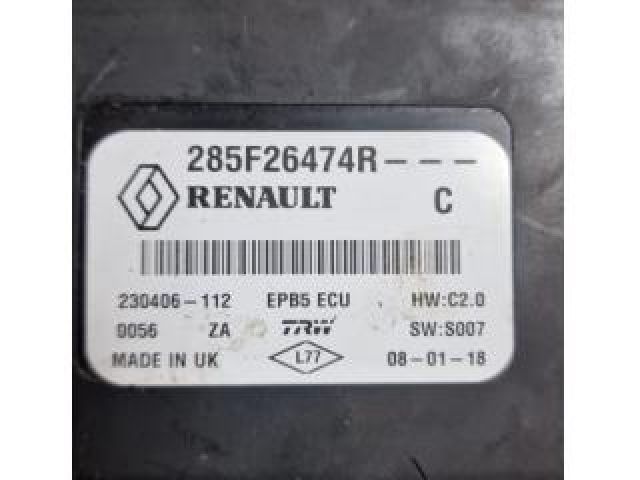 285F26474R---
RENAULT C
230406-112 EPB5 ECU HW:C2.0
0056 ZA TRW SW:S007
MADE IN UK L77 08-01-18